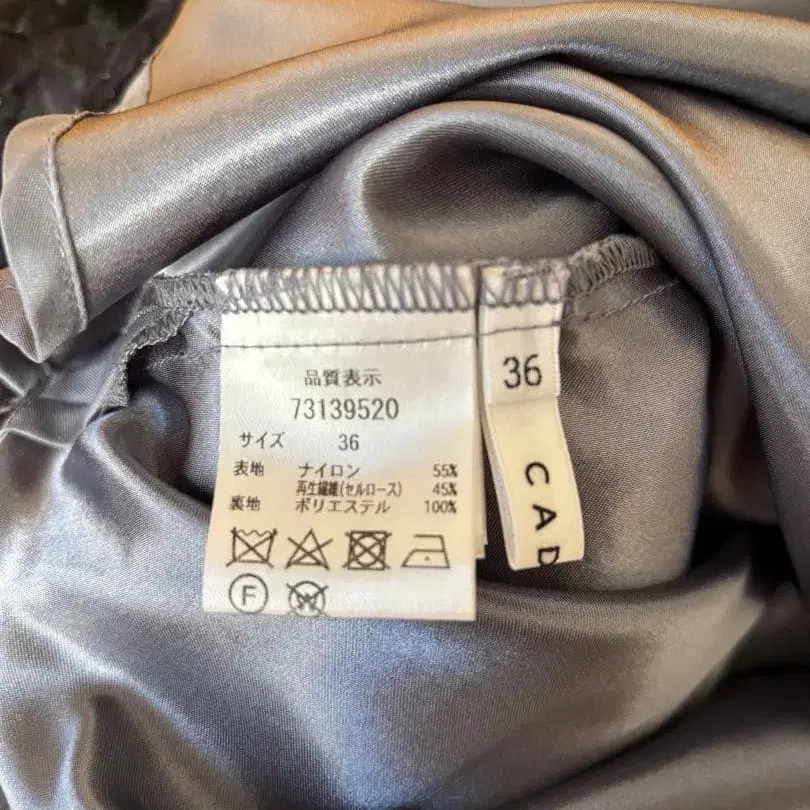 品質表示
73139520
サイズ 36
表地 ナイロン 55%
再生繊維(セルロース) 45%
裏地 ポリエステル 100%
F W
36
CAD